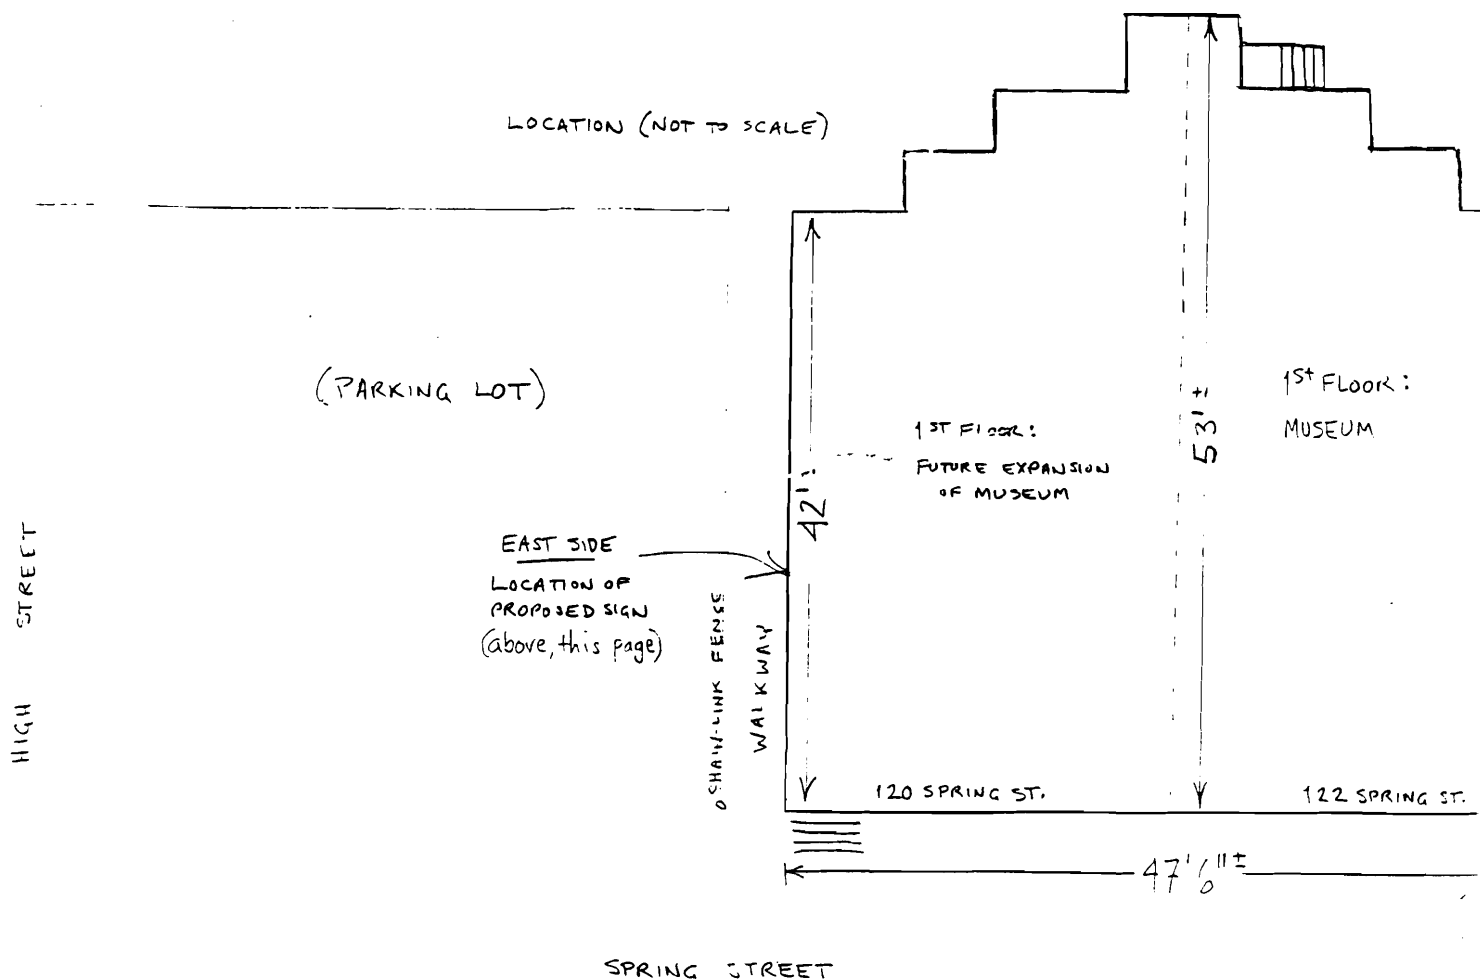 LOCATION (NOT TO SCALE)
(PARKING LOT)
1ST FLOOR:
FUTURE EXPANSION
OF MUSEUM
1St FLOOR:
MUSEUM
42'±
53'±
EAST SIDE
LOCATION OF
PROPOSED SIGN
(above, this page)
CHAIN-LINK FENSE
WALKWAY
HIGH STREET
120 SPRING ST.
122 SPRING ST.
47'6"±
SPRING STREET